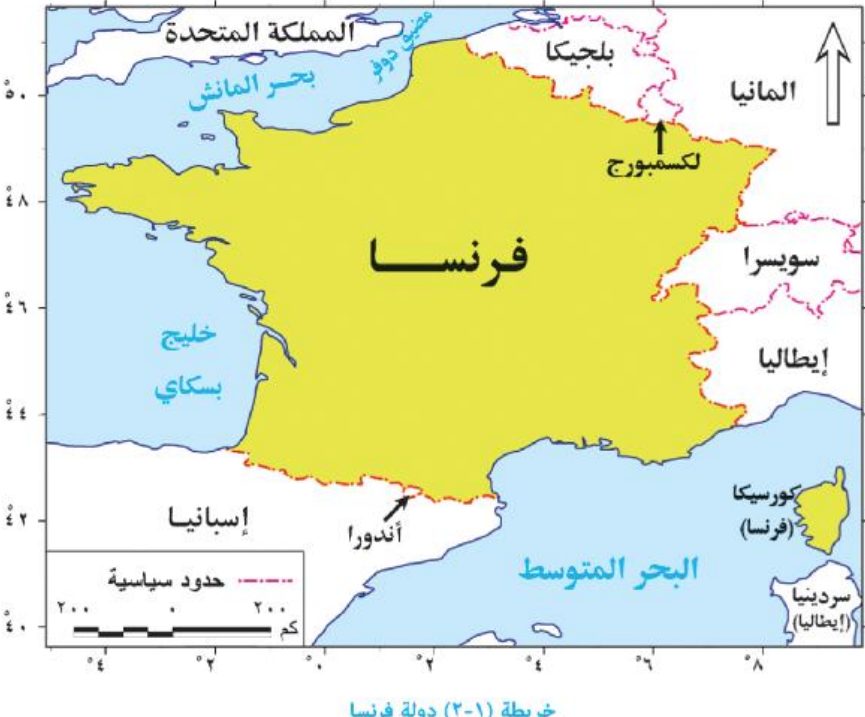 المملكة المتحدة
مضيق دوفر
بلجيكا
المانيا
بحر المانش
لكسمبورج
فرنسا
سويسرا
إيطاليا
خليج
بسكاي
كورسيكا
(فرنسا)
إسبانيا
أندورا
البحر المتوسط
سردينيا
(إيطاليا)
حدود سياسية
٢٠٠ ٠ ٢٠٠
كم
٥٠°
٤٨°
٤٦°
٤٤°
٤٢°
٤٠°
٤° ٢° ٠° ٢° ٤° ٦° ٨°
خريطة (١-٢) دولة فرنسا